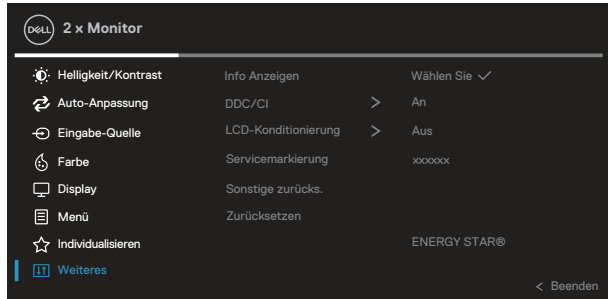 DELL 2 x Monitor
Helligkeit/Kontrast Info Anzeigen Wählen Sie ✓
Auto-Anpassung DDC/CI > An
Eingabe-Quelle LCD-Konditionierung > Aus
Farbe Servicemarkierung xxxxxx
Display Sonstige zurücks.
Menü Zurücksetzen
Individualisieren ENERGY STAR®
Weiteres
< Beenden